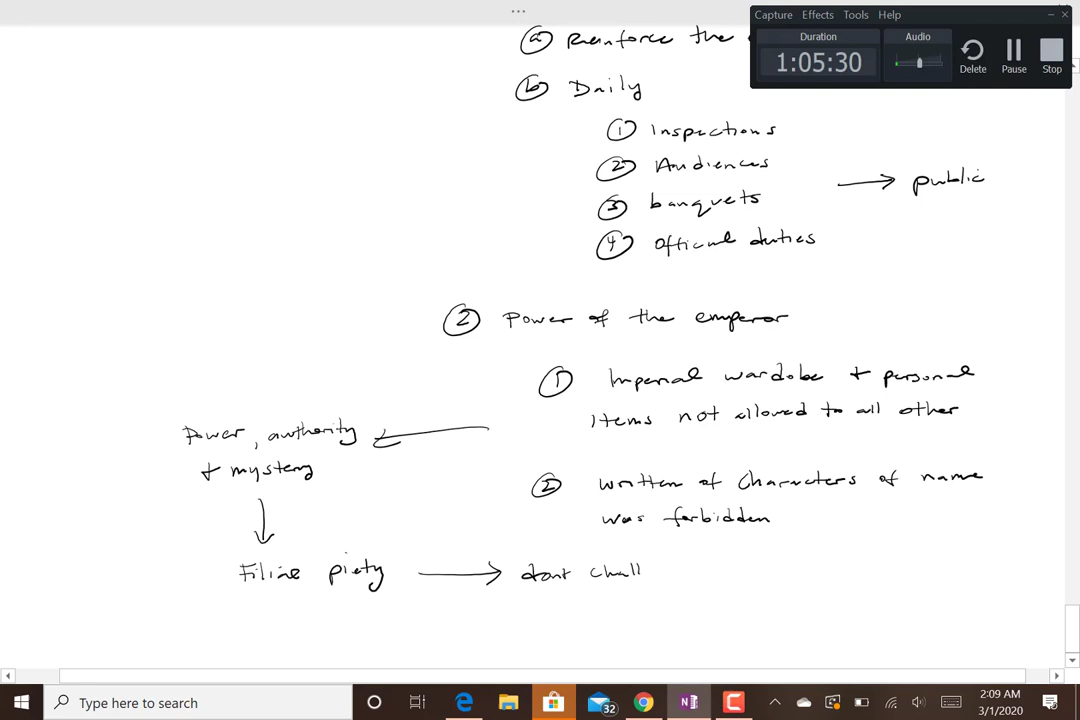 Capture Effects Tools Help
Duration
Audio
1:05:30
Delete Pause Stop
a Reinforce the
b Daily
1 Inspections
2 Audiences
→ public
3 banquets
4 Offical duties
2 Power of the emperor
1 Imperial wardobe + personal
Items not allowed to all other
Power, authority
+ mystery
2 written of characters of name
was forbidden
Filine piety → dont chall
Type here to search
32
2:09 AM
3/1/2020